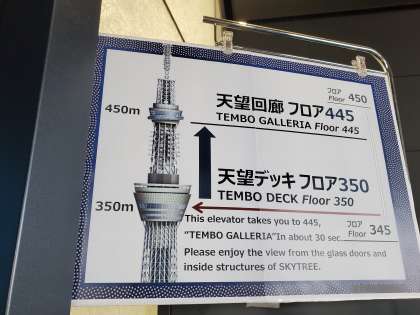 フロア 450
Floor
450m
天望回廊 フロア445
TEMBO GALLERIA Floor 445
天望デッキ フロア350
TEMBO DECK Floor 350
350m
This elevator takes you to 445,
"TEMBO GALLERIA"In about 30 sec.
フロア 345
Floor
Please enjoy the view from the glass doors and
inside structures of SKYTREE.